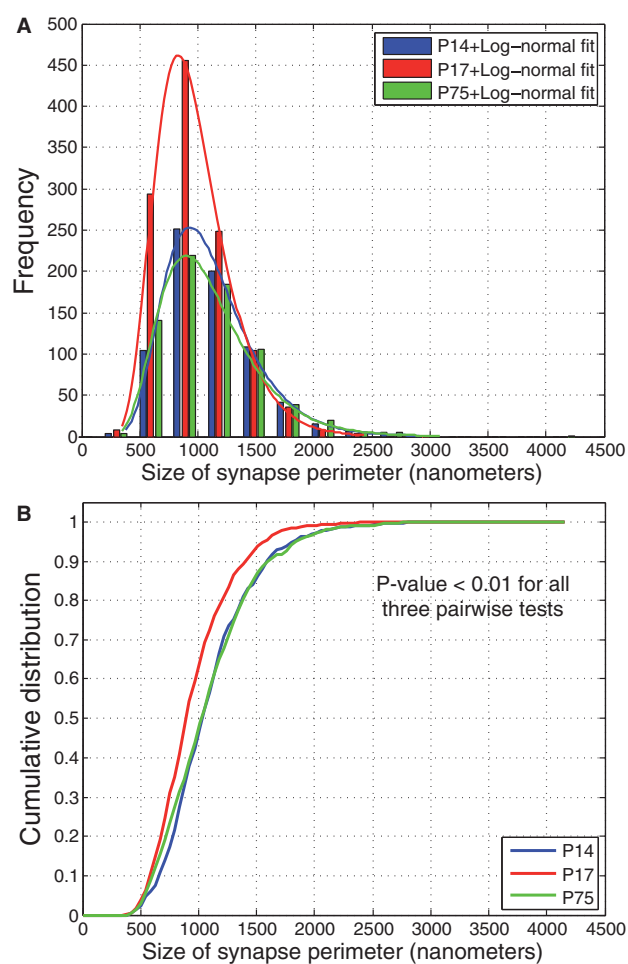 A
500
450
400
350
300
250
200
150
100
50
0
Frequency
P14+Log-normal fit
P17+Log-normal fit
P75+Log-normal fit
0 500 1000 1500 2000 2500 3000 3500 4000 4500
Size of synapse perimeter (nanometers)
B
1
0.9
0.8
0.7
0.6
0.5
0.4
0.3
0.2
0.1
0
Cumulative distribution
P-value < 0.01 for all
three pairwise tests
P14
P17
P75
0 500 1000 1500 2000 2500 3000 3500 4000 4500
Size of synapse perimeter (nanometers)